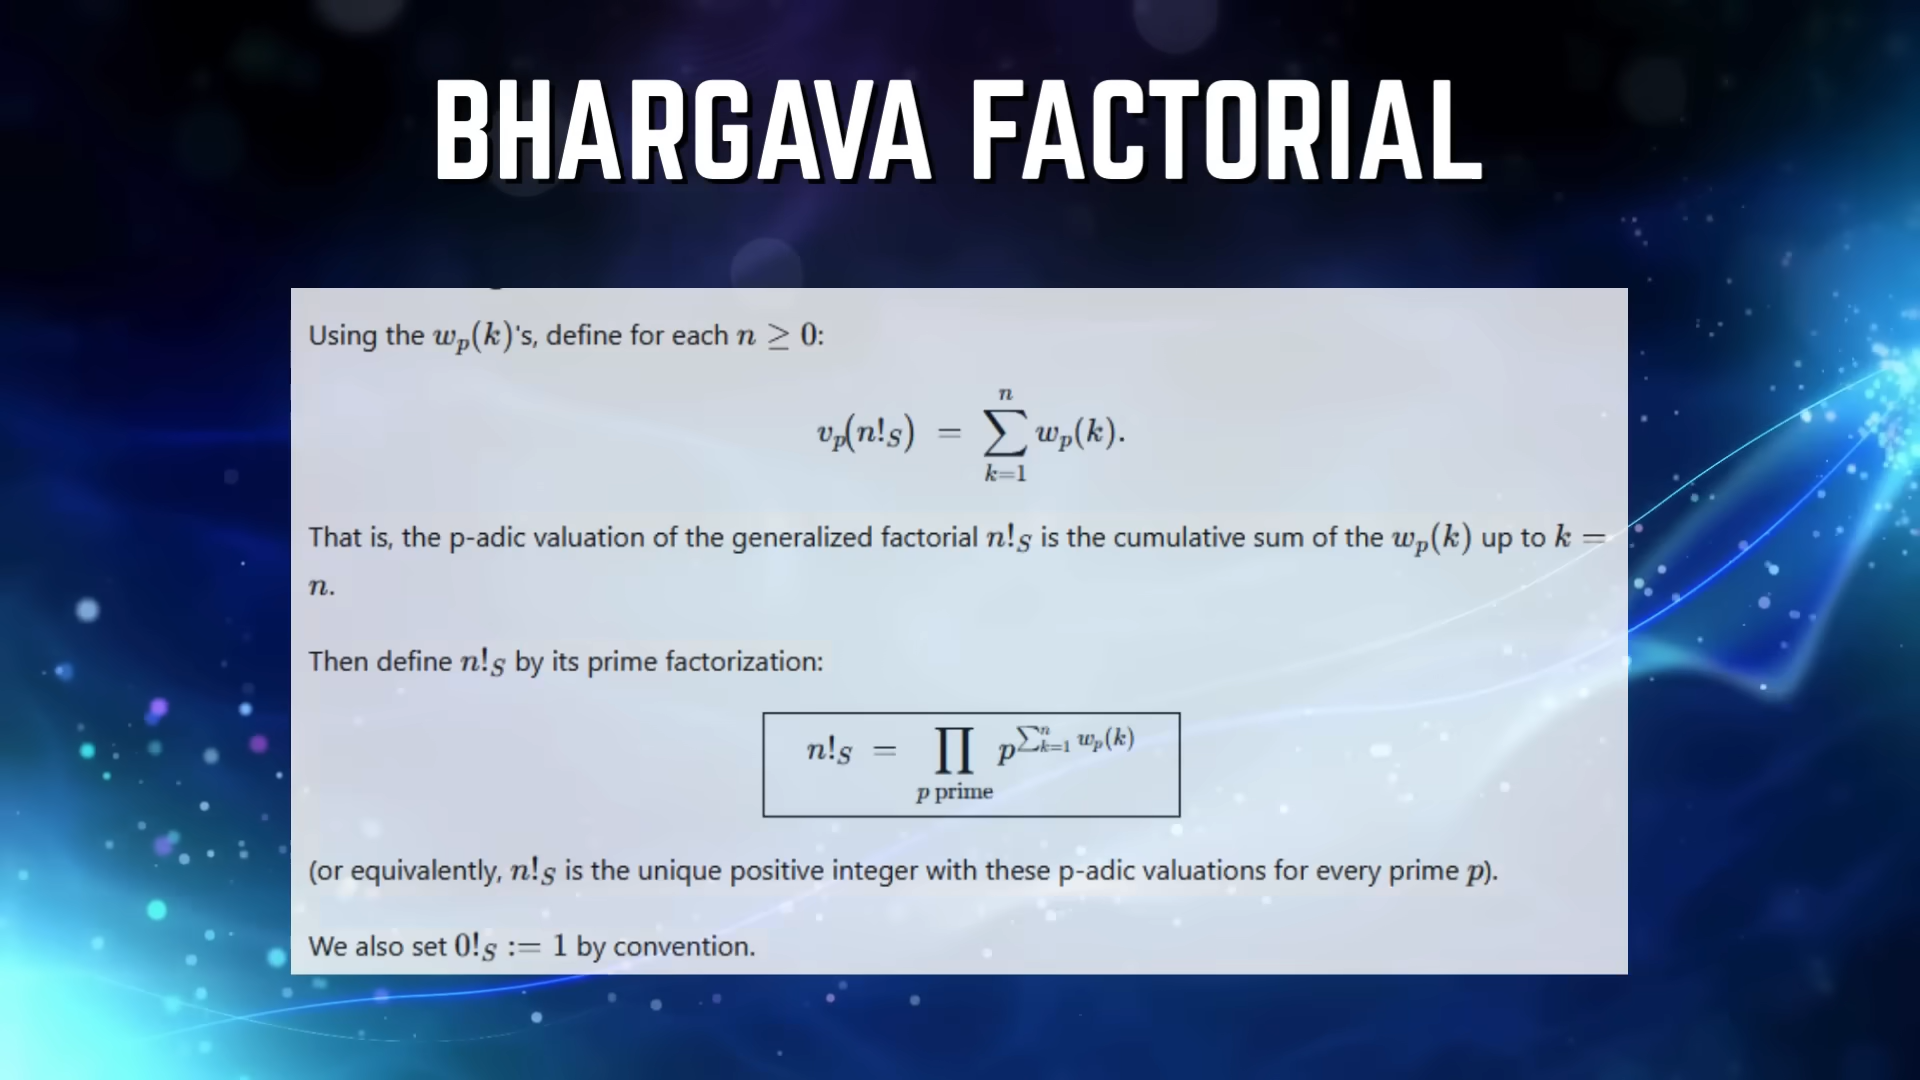 BHARGAVA FACTORIAL
Using the w_p(k)'s, define for each n ≥ 0:
v_p(n!_S) = ∑_{k=1}^{n} w_p(k).
That is, the p-adic valuation of the generalized factorial n!_S is the cumulative sum of the w_p(k) up to k =
n.
Then define n!_S by its prime factorization:
n!_S = ∏_{p prime} p^{∑_{k=1}^{n} w_p(k)}
(or equivalently, n!_S is the unique positive integer with these p-adic valuations for every prime p).
We also set 0!_S := 1 by convention.